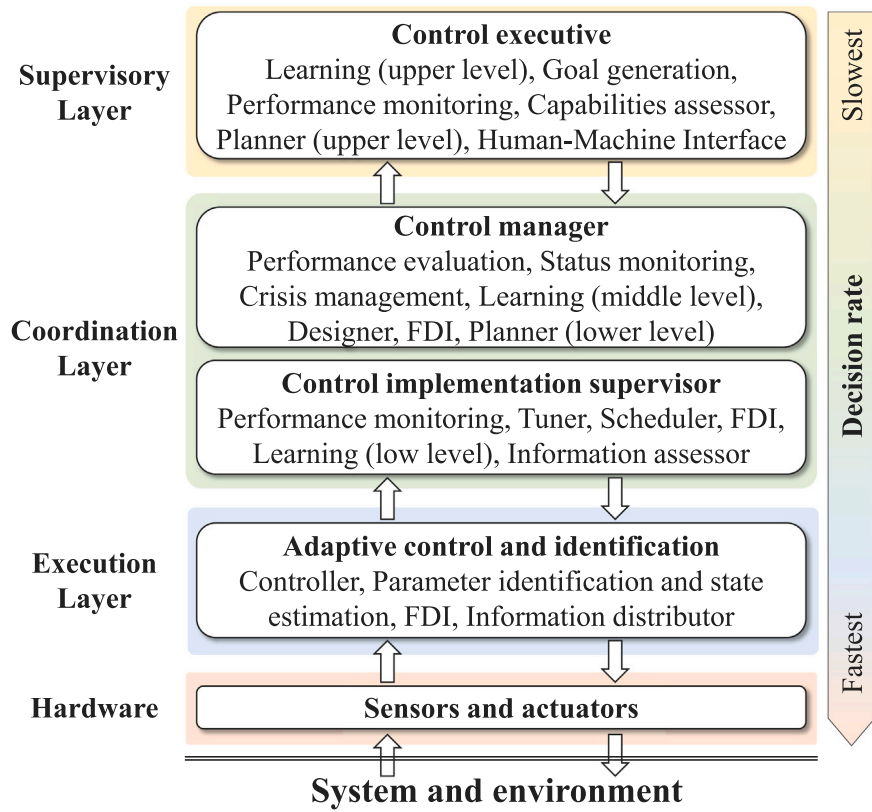 Supervisory
Layer
Control executive
Learning (upper level), Goal generation,
Performance monitoring, Capabilities assessor,
Planner (upper level), Human-Machine Interface
Coordination
Layer
Control manager
Performance evaluation, Status monitoring,
Crisis management, Learning (middle level),
Designer, FDI, Planner (lower level)
Control implementation supervisor
Performance monitoring, Tuner, Scheduler, FDI,
Learning (low level), Information assessor
Execution
Layer
Adaptive control and identification
Controller, Parameter identification and state
estimation, FDI, Information distributor
Hardware
Sensors and actuators
System and environment
Slowest
Decision rate
Fastest